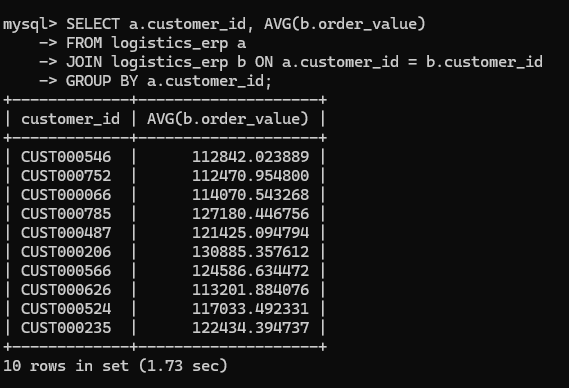 mysql> SELECT a.customer_id, AVG(b.order_value)
    -> FROM logistics_erp a
    -> JOIN logistics_erp b ON a.customer_id = b.customer_id
    -> GROUP BY a.customer_id;
+-------------+--------------------+
| customer_id | AVG(b.order_value) |
+-------------+--------------------+
| CUST000546  |      112842.023889 |
| CUST000752  |      112470.954800 |
| CUST000066  |      114070.543268 |
| CUST000785  |      127180.446756 |
| CUST000487  |      121425.094794 |
| CUST000206  |      130885.357612 |
| CUST000566  |      124586.634472 |
| CUST000626  |      113201.884076 |
| CUST000524  |      117033.492331 |
| CUST000235  |      122434.394737 |
+-------------+--------------------+
10 rows in set (1.73 sec)